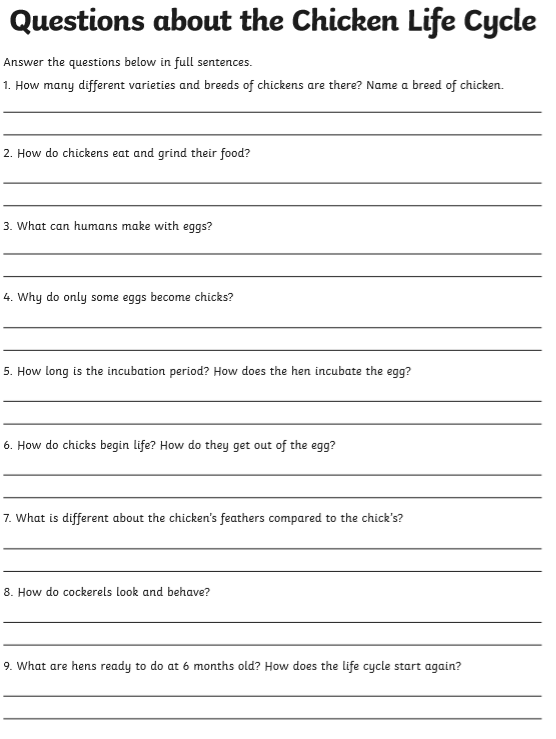 Questions about the Chicken Life Cycle
Answer the questions below in full sentences.
1. How many different varieties and breeds of chickens are there? Name a breed of chicken.
2. How do chickens eat and grind their food?
3. What can humans make with eggs?
4. Why do only some eggs become chicks?
5. How long is the incubation period? How does the hen incubate the egg?
6. How do chicks begin life? How do they get out of the egg?
7. What is different about the chicken's feathers compared to the chick's?
8. How do cockerels look and behave?
9. What are hens ready to do at 6 months old? How does the life cycle start again?